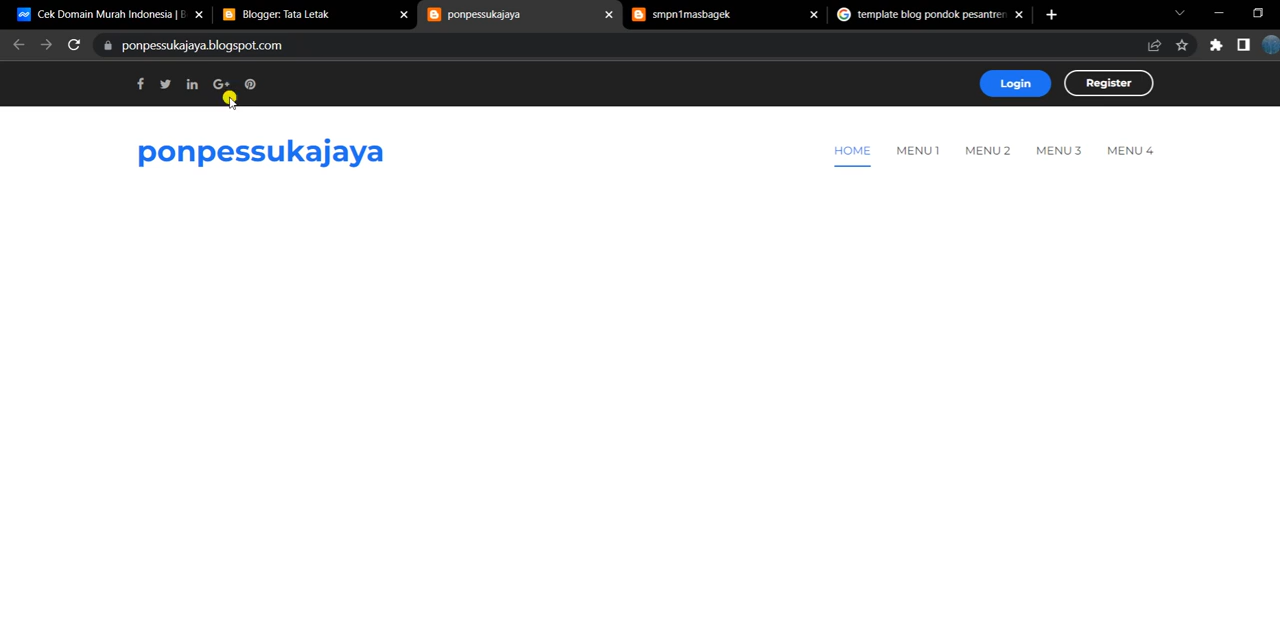 Cek Domain Murah Indonesia | B
Blogger: Tata Letak
ponpessukajaya
smpn1masbagek
template blog pondok pesantren
ponpessukajaya.blogspot.com
G+
Login
Register
ponpessukajaya
HOME
MENU 1
MENU 2
MENU 3
MENU 4